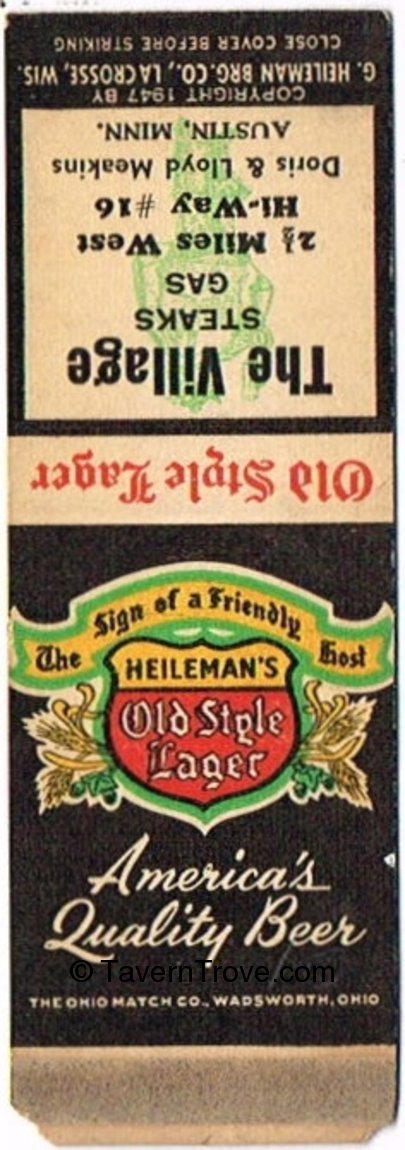 CLOSE COVER BEFORE STRIKING
G. HEILEMAN BRG.CO., LA CROSSE, WIS.
COPYRIGHT 1947 BY
The Village
STEAKS
GAS
2½ Miles West
Hi-Way #16
Doris & Lloyd Meakins
AUSTIN, MINN.
Old Style Lager
The Sign of a Friendly Host
HEILEMAN'S
Old Style
Lager
America's
Quality Beer
© TavernTrove.com
THE OHIO MATCH CO., WADSWORTH, OHIO